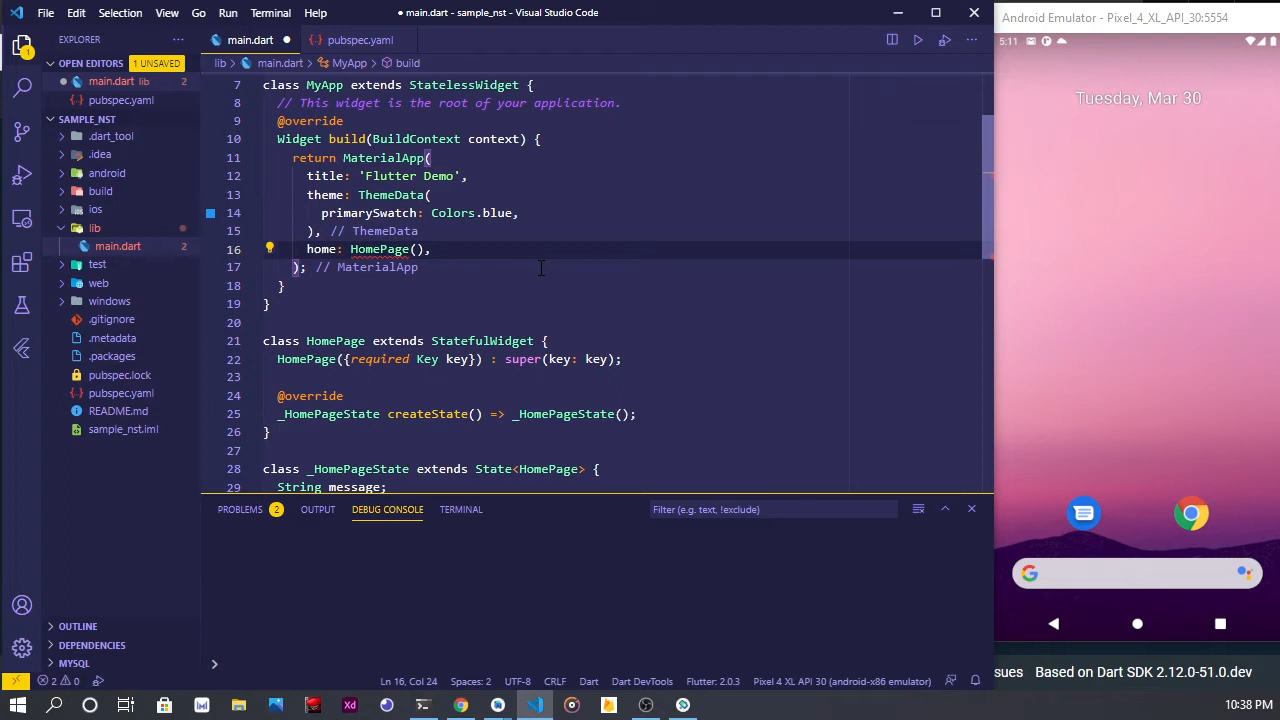 File Edit Selection View Go Run Terminal Help
● main.dart - sample_nst - Visual Studio Code
Android Emulator - Pixel_4_XL_API_30:5554
EXPLORER
main.dart
pubspec.yaml
OPEN EDITORS 1 UNSAVED
main.dart lib 2
pubspec.yaml
SAMPLE_NST
.dart_tool
.idea
android
build
ios
lib
main.dart 2
test
web
windows
.gitignore
.metadata
.packages
pubspec.lock
pubspec.yaml
README.md
sample_nst.iml
OUTLINE
DEPENDENCIES
MYSQL
1
lib > main.dart > MyApp > build
7 class MyApp extends StatelessWidget {
8 // This widget is the root of your application.
9 @override
10 Widget build(BuildContext context) {
11 return MaterialApp(
12 title: 'Flutter Demo',
13 theme: ThemeData(
14 primarySwatch: Colors.blue,
15 ), // ThemeData
16 home: HomePage(),
17 ); // MaterialApp
18 }
19 }
20
21 class HomePage extends StatefulWidget {
22 HomePage({required Key key}) : super(key: key);
23
24 @override
25 _HomePageState createState() => _HomePageState();
26 }
27
28 class _HomePageState extends State<HomePage> {
29 String message;
PROBLEMS 2 OUTPUT DEBUG CONSOLE TERMINAL
Filter (e.g. text, !exclude)
5:11
Tuesday, Mar 30
2 0
Ln 16, Col 24 Spaces: 2 UTF-8 CRLF Dart Dart DevTools Flutter: 2.0.3 Pixel 4 XL API 30 (android-x86 emulator)
sues Based on Dart SDK 2.12.0-51.0.dev
Xd
10:38 PM